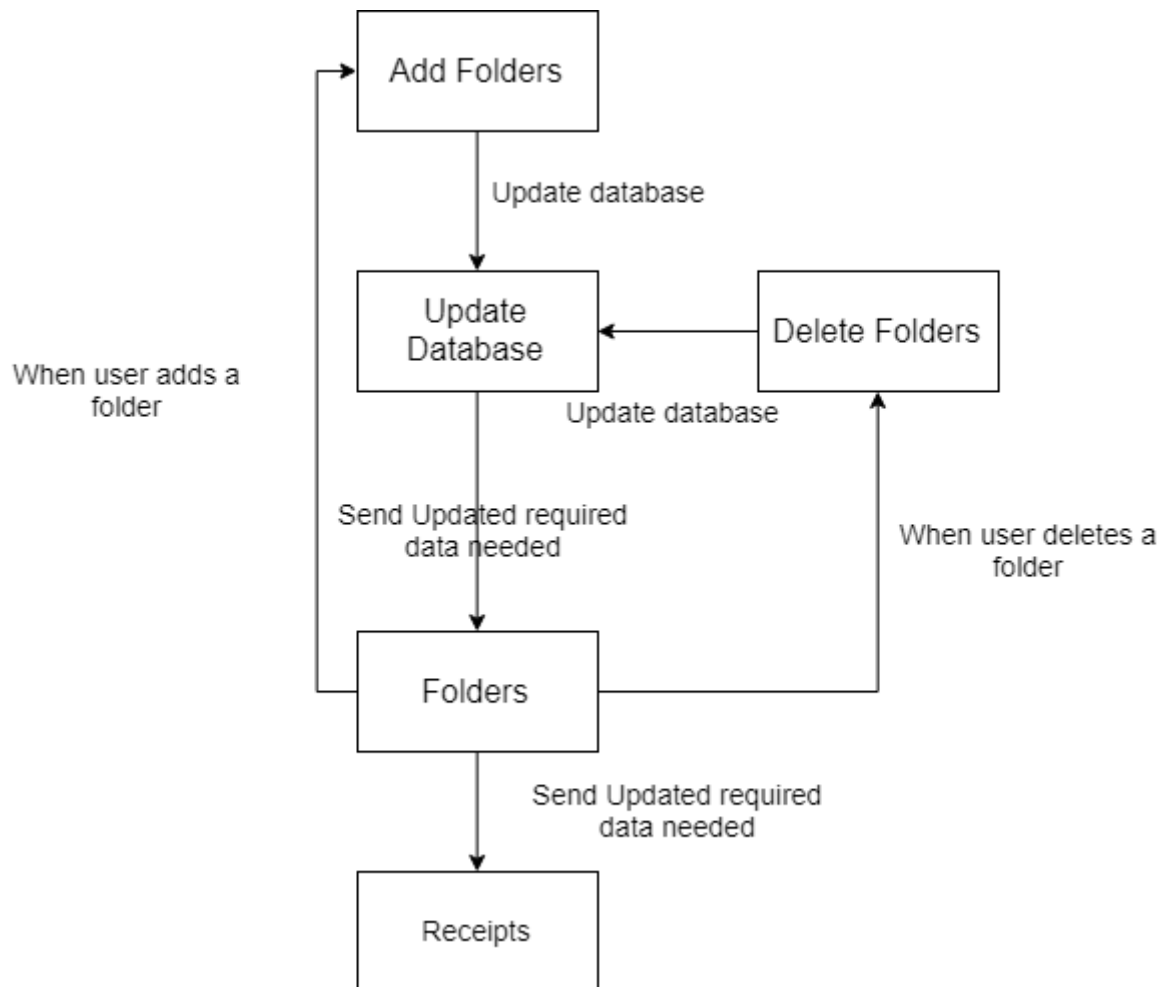 Add Folders
Update database
Update
Database
Delete Folders
Update database
When user adds a
folder
Send Updated required
data needed
When user deletes a
folder
Folders
Send Updated required
data needed
Receipts